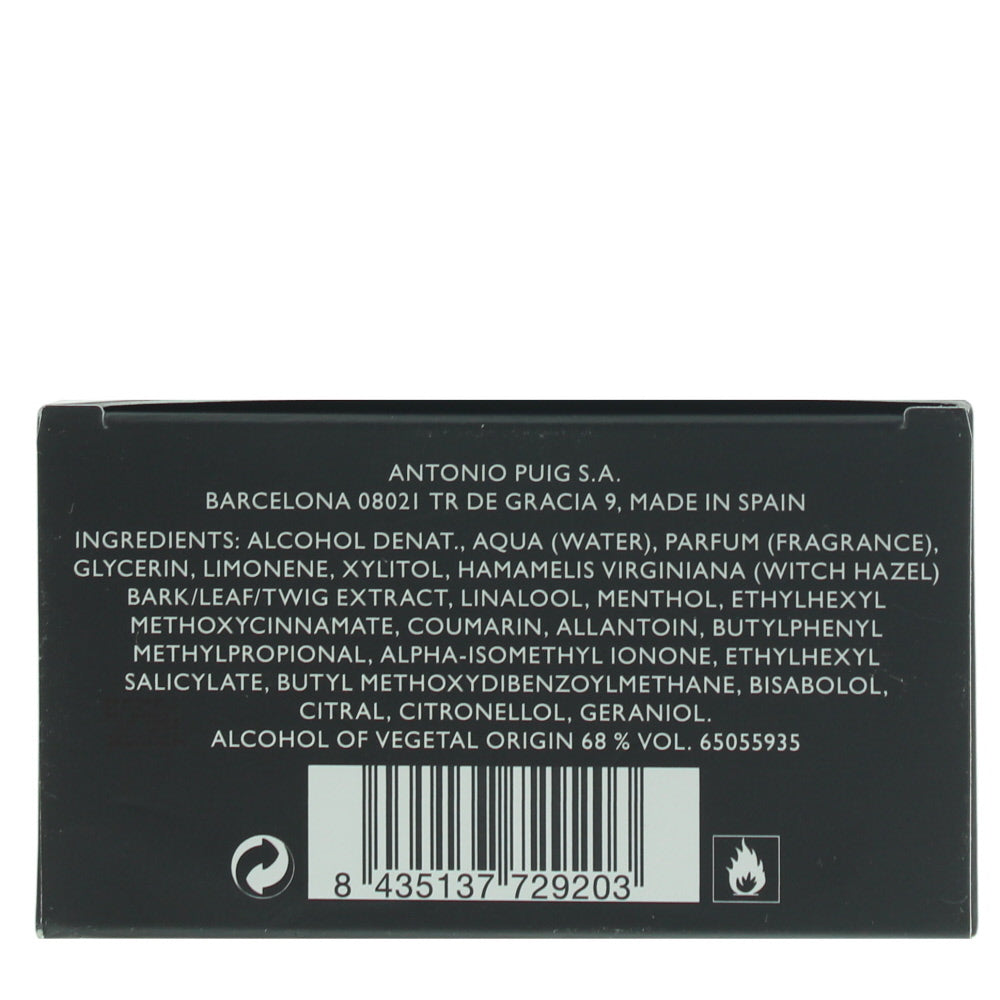 ANTONIO PUIG S.A.
BARCELONA 08021 TR DE GRACIA 9, MADE IN SPAIN
INGREDIENTS: ALCOHOL DENAT., AQUA (WATER), PARFUM (FRAGRANCE),
GLYCERIN, LIMONENE, XYLITOL, HAMAMELIS VIRGINIANA (WITCH HAZEL)
BARK/LEAF/TWIG EXTRACT, LINALOOL, MENTHOL, ETHYLHEXYL
METHOXYCINNAMATE, COUMARIN, ALLANTOIN, BUTYLPHENYL
METHYLPROPIONAL, ALPHA-ISOMETHYL IONONE, ETHYLHEXYL
SALICYLATE, BUTYL METHOXYDIBENZOYLMETHANE, BISABOLOL,
CITRAL, CITRONELLOL, GERANIOL.
ALCOHOL OF VEGETAL ORIGIN 68 % VOL. 65055935
8 435137 729203